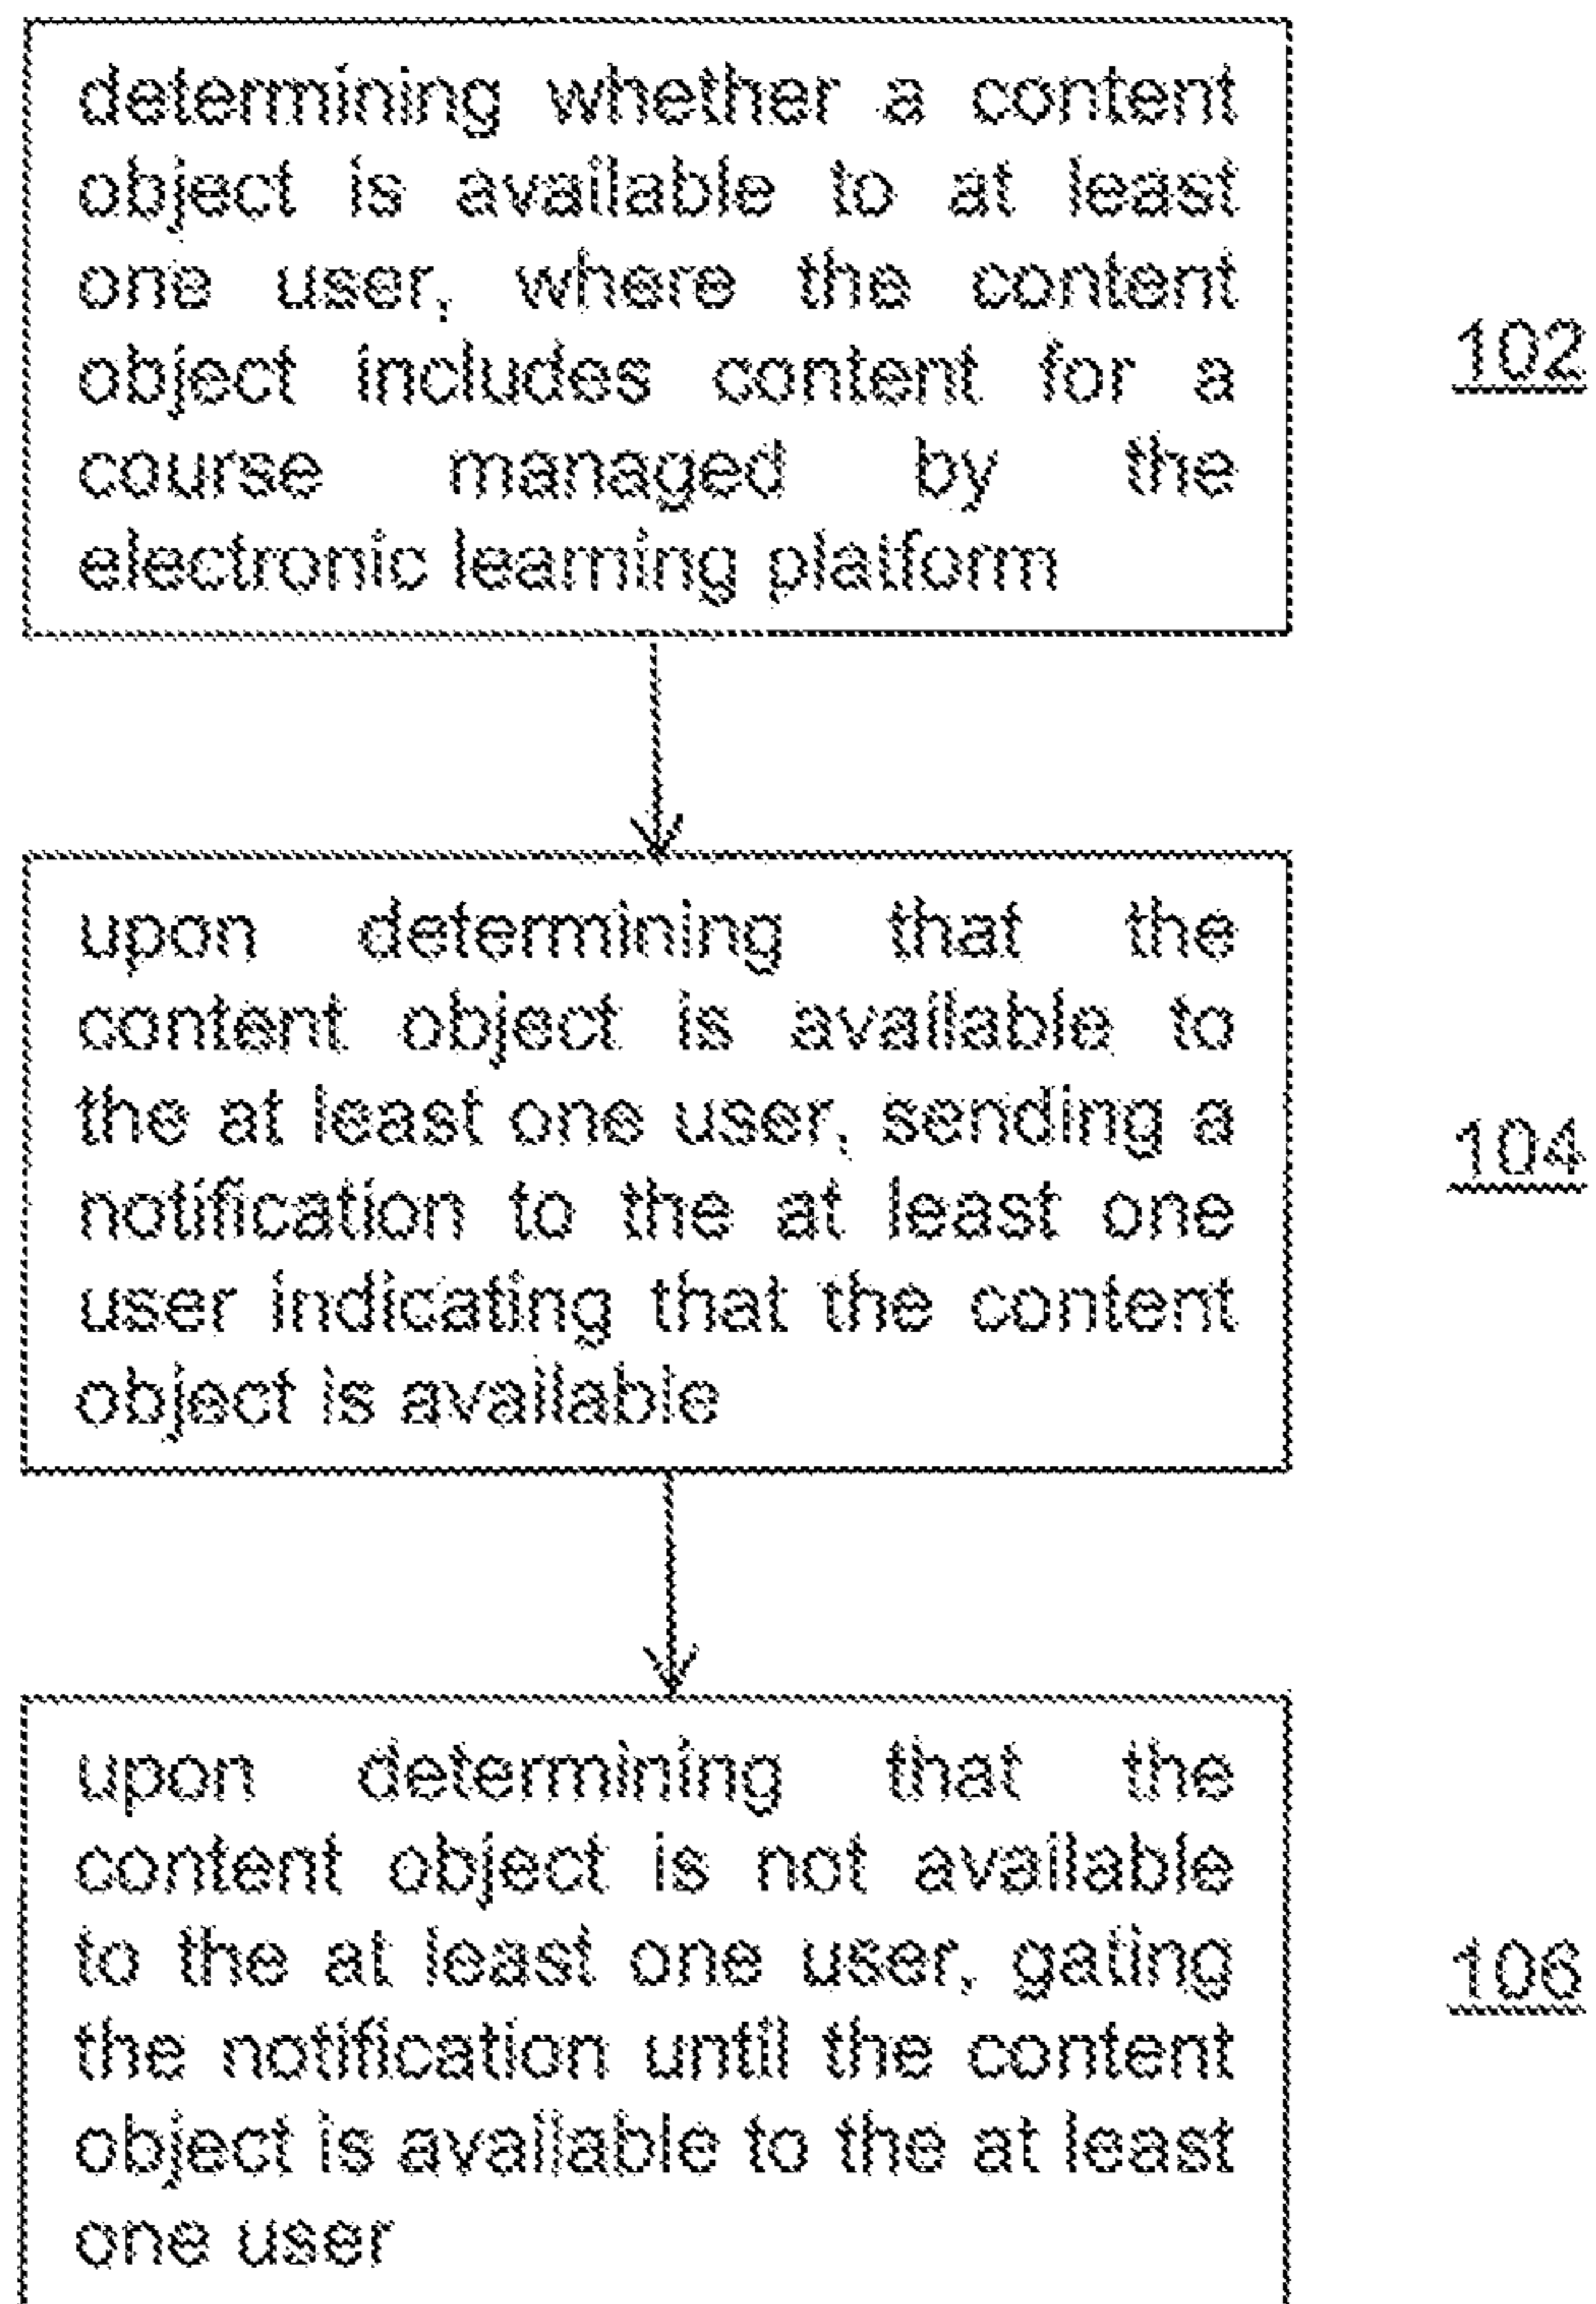 determining whether a content
object is available to at least
one user, where the content
object includes content for a
course managed by the
electronic learning platform
102
upon determining that the
content object is available to
the at least one user, sending a
notification to the at least one
user indicating that the content
object is available
104
upon determining that the
content object is not available
to the at least one user, gating
the notification until the content
object is available to the at least
one user
106